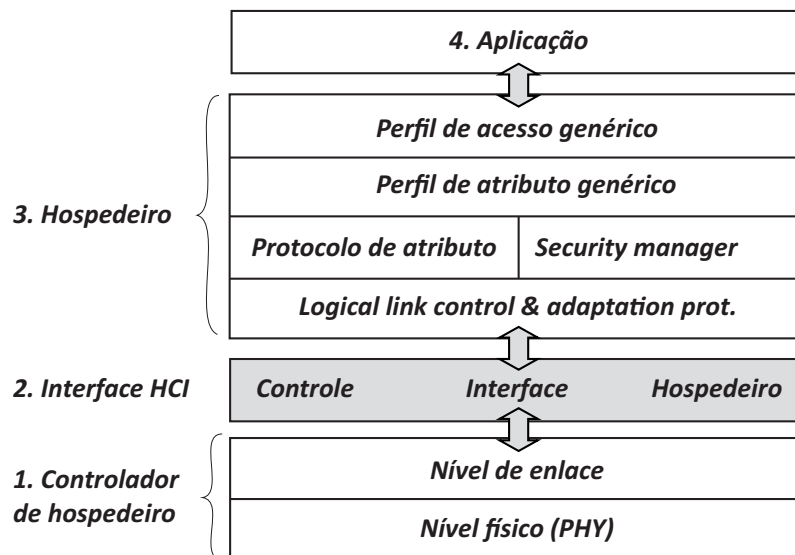 4. Aplicação
Perfil de acesso genérico
Perfil de atributo genérico
3. Hospedeiro
Protocolo de atributo
Security manager
Logical link control & adaptation prot.
2. Interface HCI
Controle
Interface
Hospedeiro
1. Controlador
de hospedeiro
Nível de enlace
Nível físico (PHY)